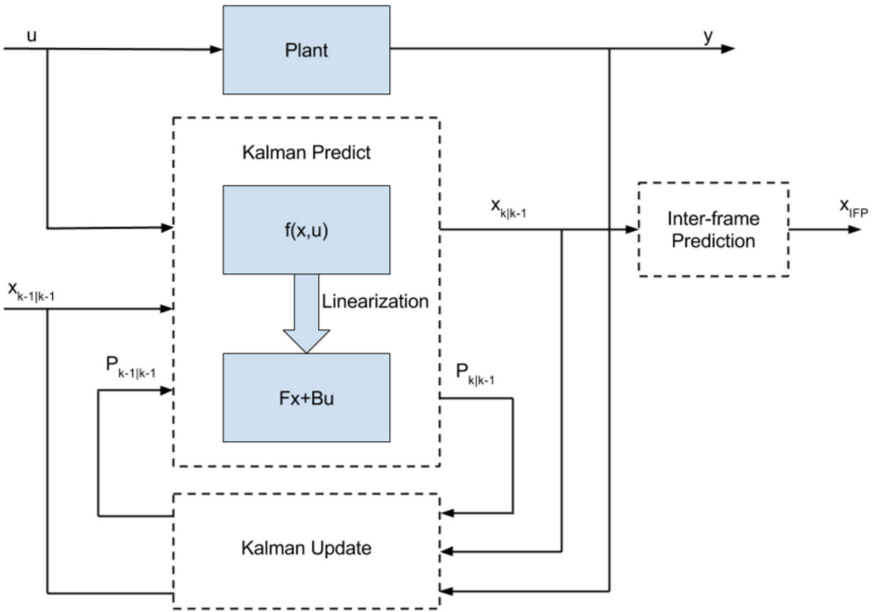 u
Plant
y
Kalman Predict
f(x,u)
x_{k|k-1}
Inter-frame
Prediction
x_{IFP}
x_{k-1|k-1}
Linearization
P_{k-1|k-1}
P_{k|k-1}
Fx+Bu
Kalman Update